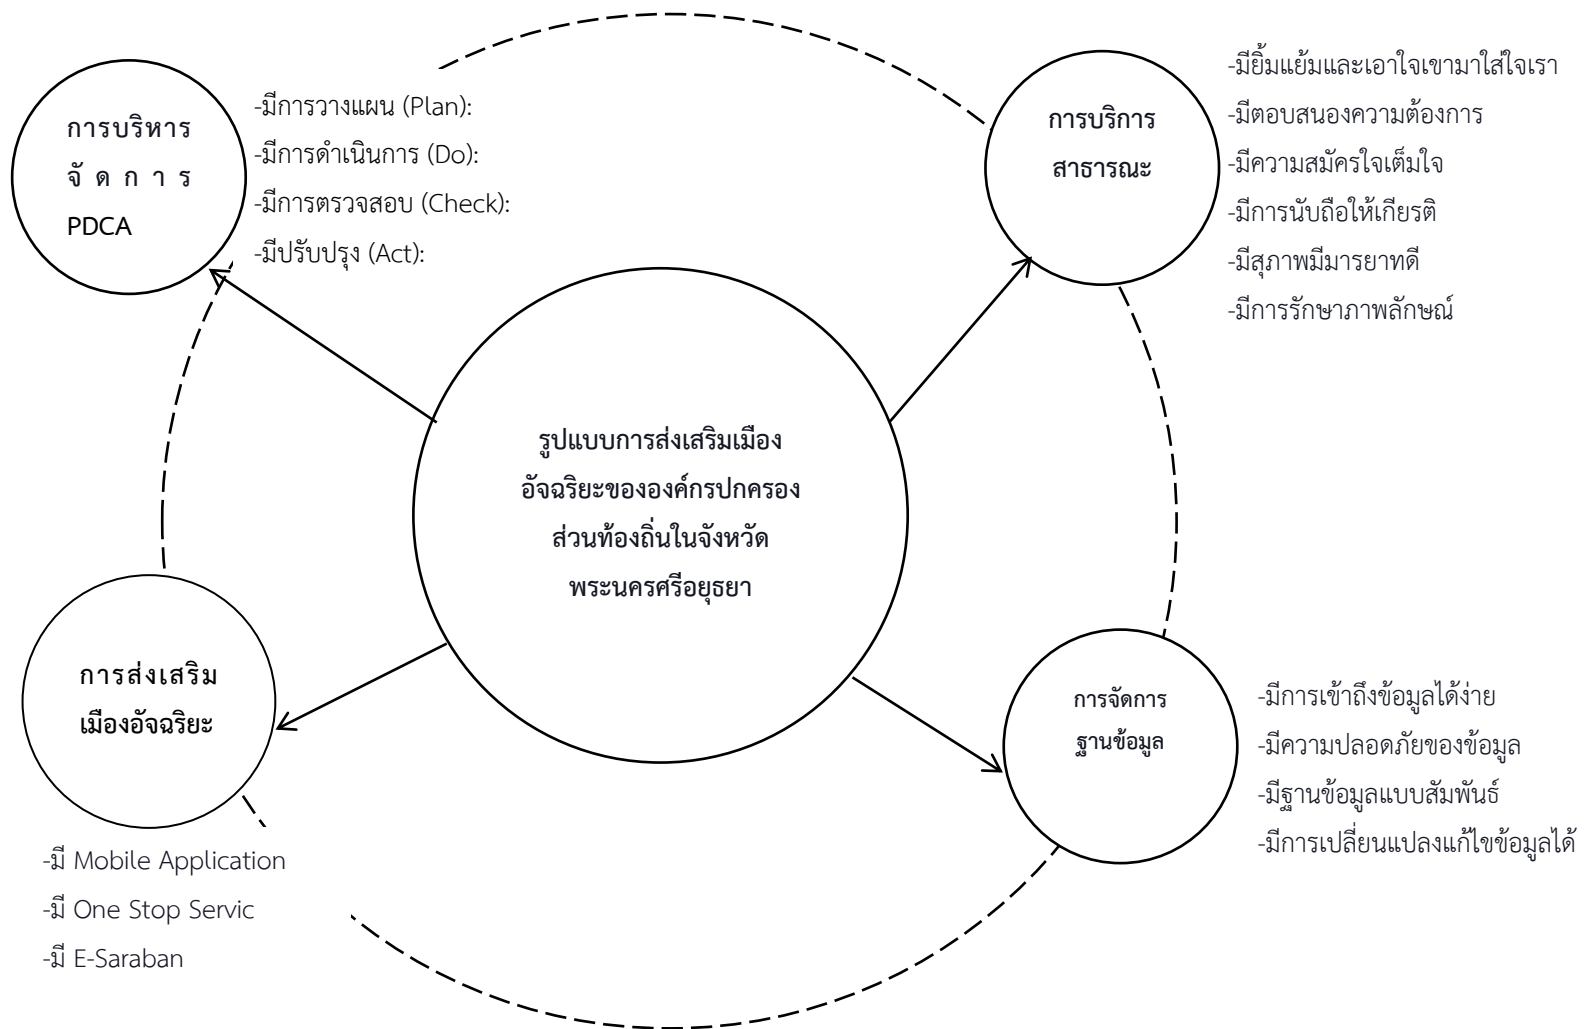 การบริหาร
จัดการ
PDCA
-มีการวางแผน (Plan):
-มีการดำเนินการ (Do):
-มีการตรวจสอบ (Check):
-มีปรับปรุง (Act):
การบริการ
สาธารณะ
-มียิ้มแย้มและเอาใจเขามาใส่ใจเรา
-มีตอบสนองความต้องการ
-มีความสมัครใจเต็มใจ
-มีการนับถือให้เกียรติ
-มีสุภาพมีมารยาทดี
-มีการรักษาภาพลักษณ์
รูปแบบการส่งเสริมเมือง
อัจฉริยะขององค์กรปกครอง
ส่วนท้องถิ่นในจังหวัด
พระนครศรีอยุธยา
การส่งเสริม
เมืองอัจฉริยะ
-มี Mobile Application
-มี One Stop Servic
-มี E-Saraban
การจัดการ
ฐานข้อมูล
-มีการเข้าถึงข้อมูลได้ง่าย
-มีความปลอดภัยของข้อมูล
-มีฐานข้อมูลแบบสัมพันธ์
-มีการเปลี่ยนแปลงแก้ไขข้อมูลได้